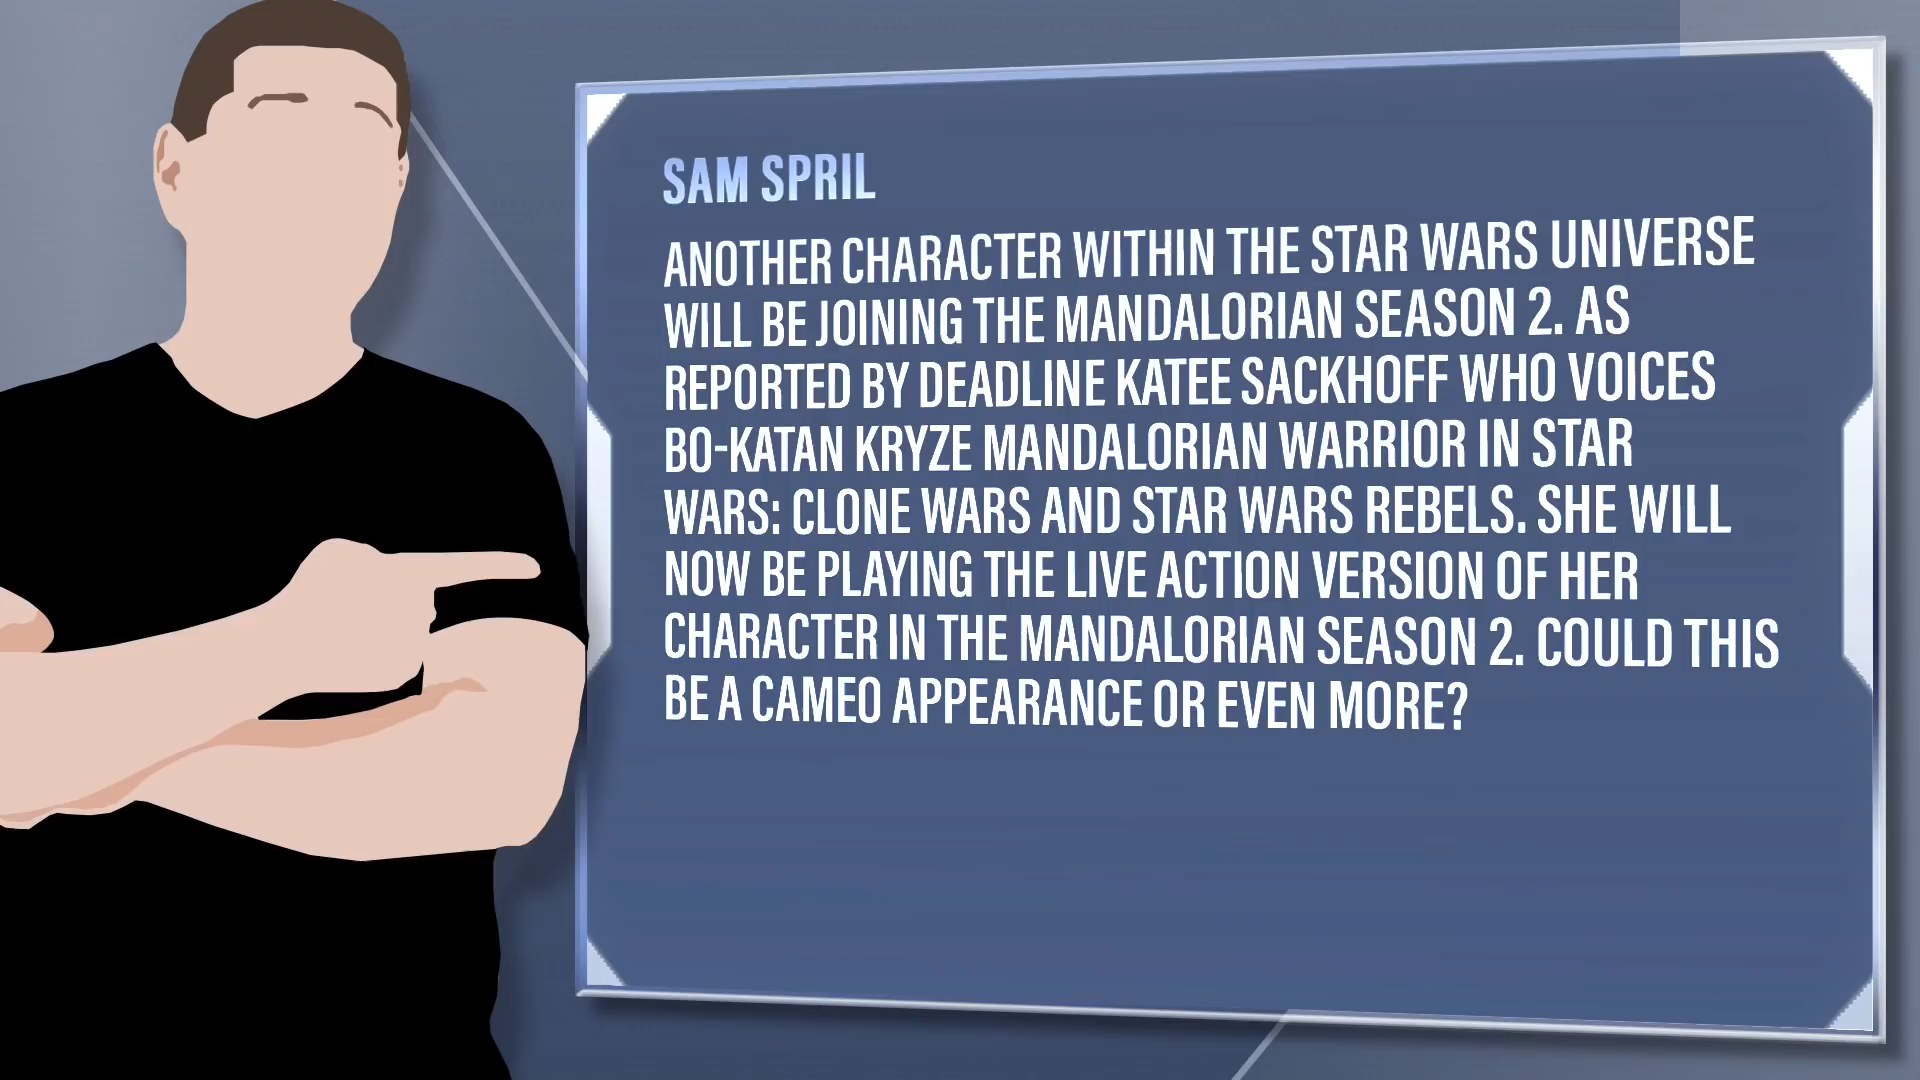 SAM SPRIL
ANOTHER CHARACTER WITHIN THE STAR WARS UNIVERSE
WILL BE JOINING THE MANDALORIAN SEASON 2. AS
REPORTED BY DEADLINE KATEE SACKHOFF WHO VOICES
BO-KATAN KRYZE MANDALORIAN WARRIOR IN STAR
WARS: CLONE WARS AND STAR WARS REBELS. SHE WILL
NOW BE PLAYING THE LIVE ACTION VERSION OF HER
CHARACTER IN THE MANDALORIAN SEASON 2. COULD THIS
BE A CAMEO APPEARANCE OR EVEN MORE?